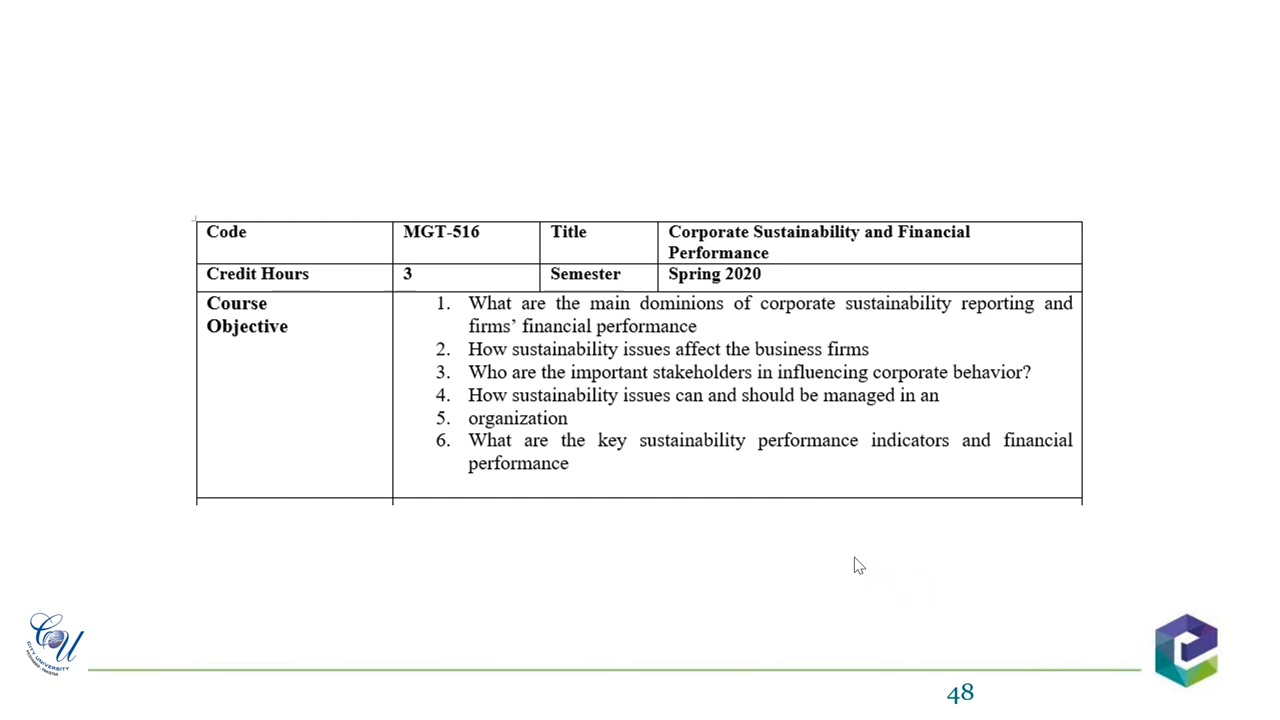 Code MGT-516 Title Corporate Sustainability and Financial
Performance
Credit Hours 3 Semester Spring 2020
Course
Objective
1. What are the main dominions of corporate sustainability reporting and
firms’ financial performance
2. How sustainability issues affect the business firms
3. Who are the important stakeholders in influencing corporate behavior?
4. How sustainability issues can and should be managed in an
5. organization
6. What are the key sustainability performance indicators and financial
performance
CU
CITY UNIVERSITY
48